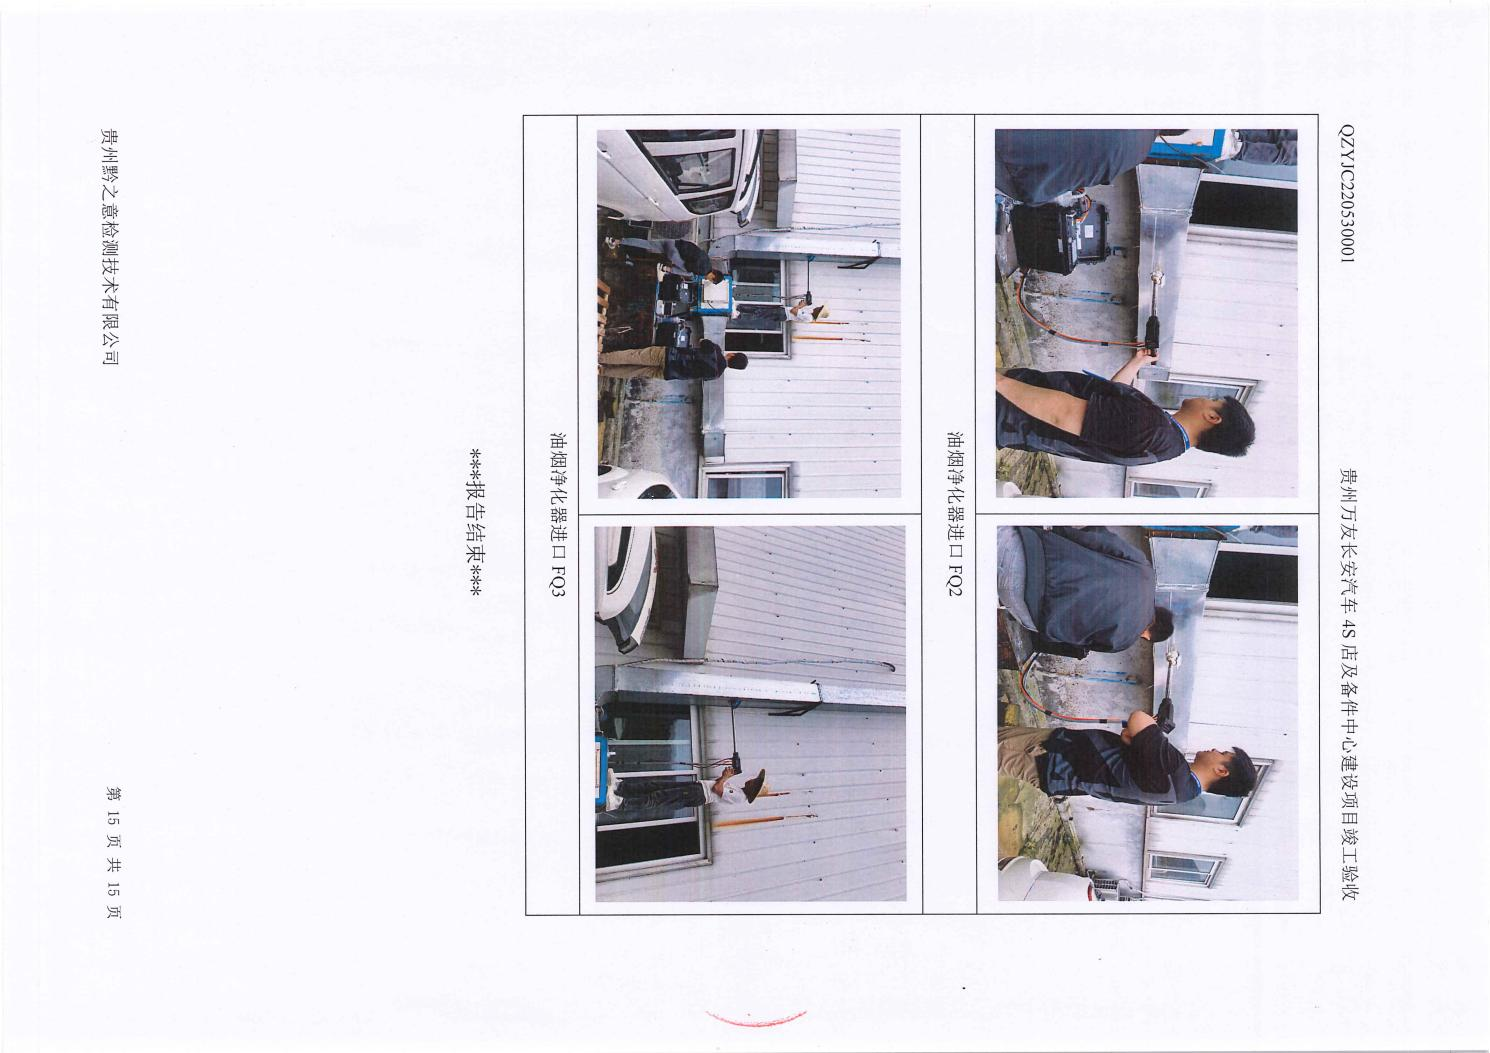 QZYJC220530001
贵州万友长安汽车 4S 店及备件中心建设项目竣工验收
油烟净化器进口 FQ2
油烟净化器进口 FQ3
***报告结束***
贵州黔之意检测技术有限公司
第 15 页 共 15 页